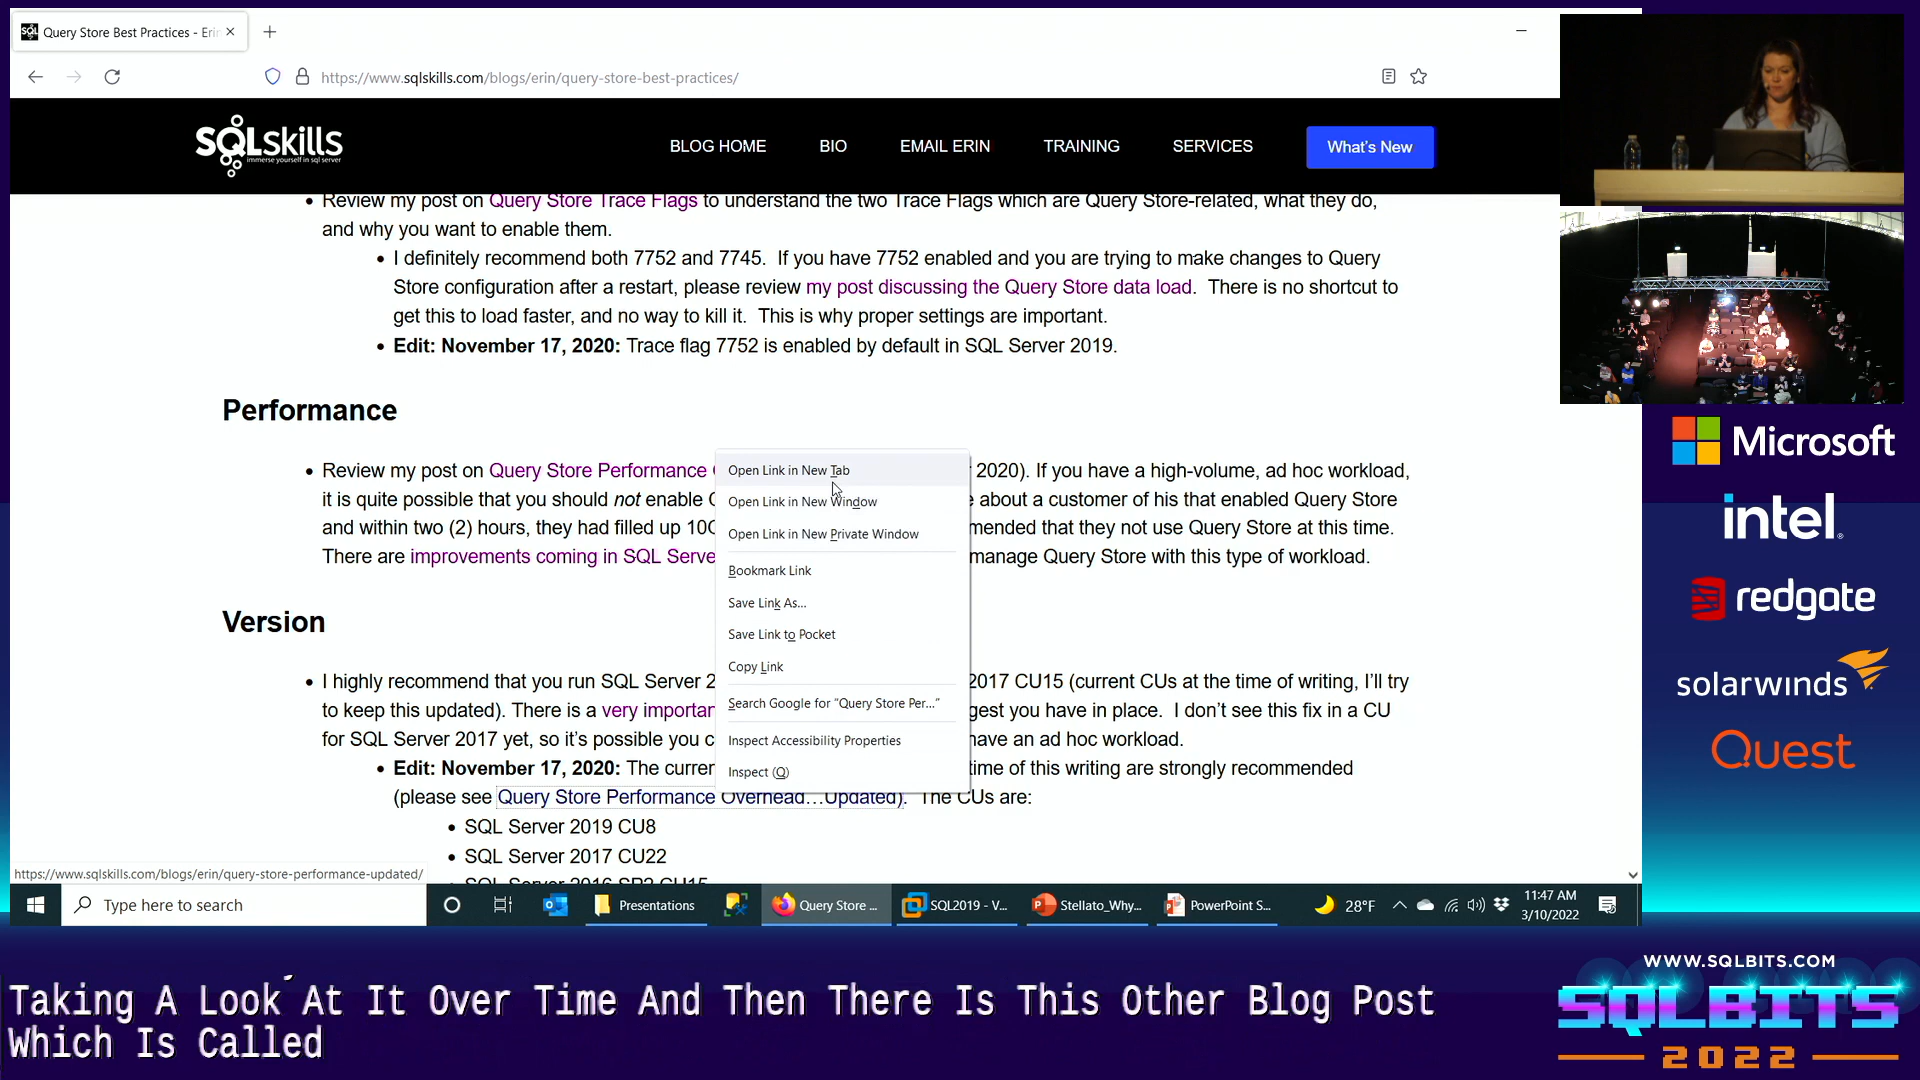 SQL Query Store Best Practices - Erin
https://www.sqlskills.com/blogs/erin/query-store-best-practices/
SQLskills
immerse yourself in sql server
BLOG HOME BIO EMAIL ERIN TRAINING SERVICES What's New
• Review my post on Query Store Trace Flags to understand the two Trace Flags which are Query Store-related, what they do,
and why you want to enable them.
• I definitely recommend both 7752 and 7745. If you have 7752 enabled and you are trying to make changes to Query
Store configuration after a restart, please review my post discussing the Query Store data load. There is no shortcut to
get this to load faster, and no way to kill it. This is why proper settings are important.
• Edit: November 17, 2020: Trace flag 7752 is enabled by default in SQL Server 2019.
Performance
• Review my post on Query Store Performance 2020). If you have a high-volume, ad hoc workload,
it is quite possible that you should not enable about a customer of his that enabled Query Store
and within two (2) hours, they had filled up mended that they not use Query Store at this time.
There are improvements coming in SQL Serve manage Query Store with this type of workload.
Version
• I highly recommend that you run SQL Server 2 2017 CU15 (current CUs at the time of writing, I'll try
to keep this updated). There is a very importan gest you have in place. I don't see this fix in a CU
for SQL Server 2017 yet, so it's possible you c have an ad hoc workload.
• Edit: November 17, 2020: The curren time of this writing are strongly recommended
(please see Query Store Performance Overhead…Updated). The CUs are:
• SQL Server 2019 CU8
• SQL Server 2017 CU22
• SQL Server 2016 SP2 CU15
Open Link in New Tab
Open Link in New Window
Open Link in New Private Window
Bookmark Link
Save Link As...
Save Link to Pocket
Copy Link
Search Google for “Query Store Per...”
Inspect Accessibility Properties
Inspect (Q)
https://www.sqlskills.com/blogs/erin/query-store-performance-updated/
Type here to search
Presentations
Query Store ...
SQL2019 - V...
Stellato_Why...
PowerPoint S...
28°F
11:47 AM
3/10/2022
Microsoft
intel.
redgate
solarwinds
Quest
Taking A Look At It Over Time And Then There Is This Other Blog Post
Which Is Called
WWW.SQLBITS.COM
SQLBITS
2022